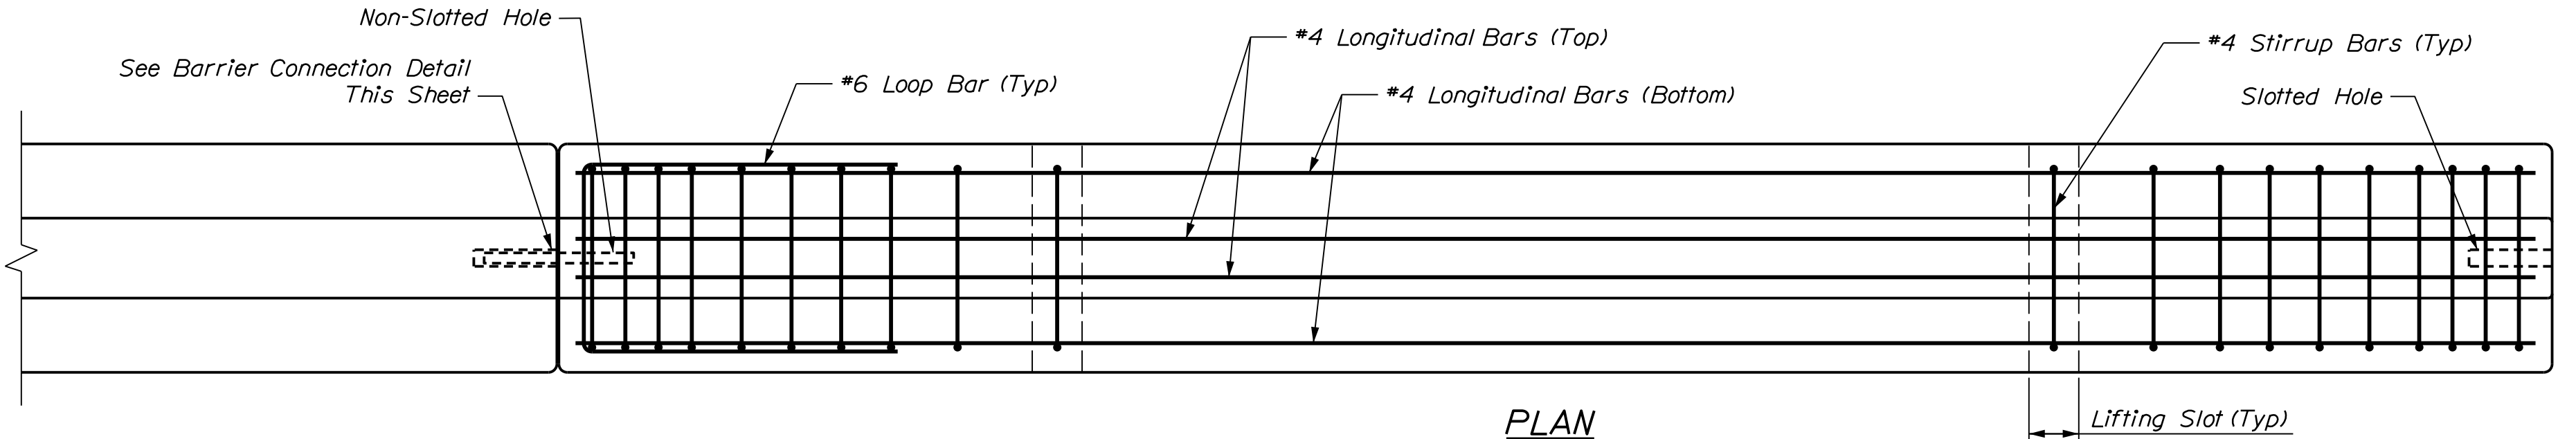 Non-Slotted Hole
See Barrier Connection Detail
This Sheet
#6 Loop Bar (Typ)
#4 Longitudinal Bars (Top)
#4 Longitudinal Bars (Bottom)
#4 Stirrup Bars (Typ)
Slotted Hole
PLAN
Lifting Slot (Typ)